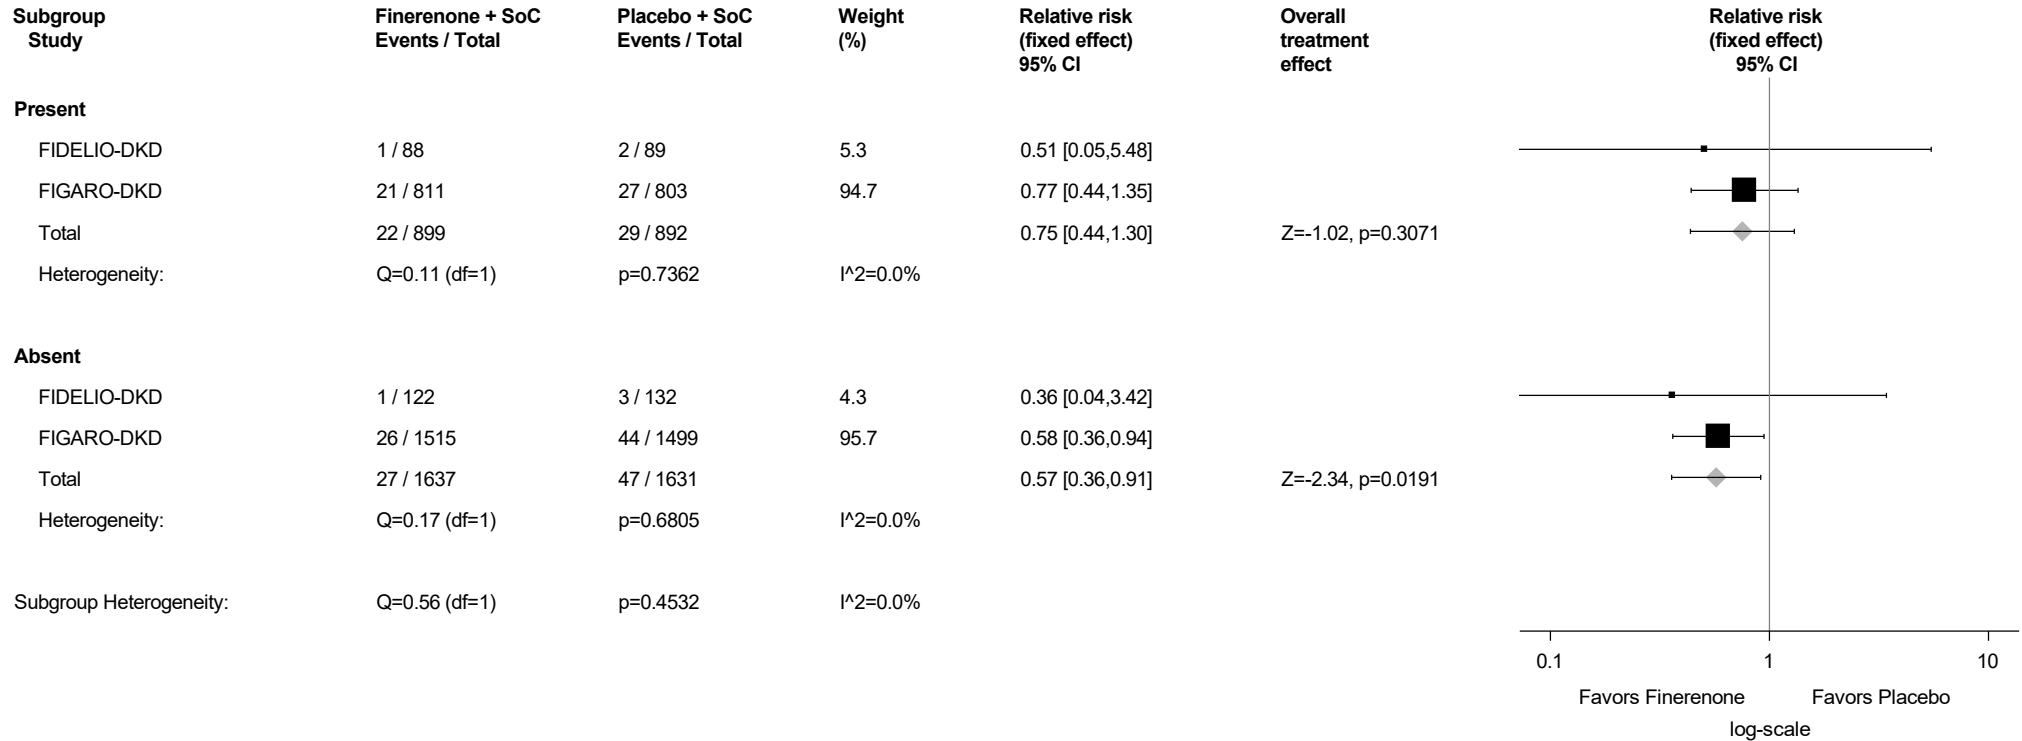 Subgroup Finerenone + SoC Placebo + SoC Weight Relative risk Overall Relative risk
Study Events / Total Events / Total (%) (fixed effect) treatment (fixed effect)
95% CI effect 95% CI
Present
FIDELIO-DKD 1 / 88 2 / 89 5.3 0.51 [0.05,5.48]
FIGARO-DKD 21 / 811 27 / 803 94.7 0.77 [0.44,1.35]
Total 22 / 899 29 / 892 0.75 [0.44,1.30] Z=-1.02, p=0.3071
Heterogeneity: Q=0.11 (df=1) p=0.7362 I^2=0.0%
Absent
FIDELIO-DKD 1 / 122 3 / 132 4.3 0.36 [0.04,3.42]
FIGARO-DKD 26 / 1515 44 / 1499 95.7 0.58 [0.36,0.94]
Total 27 / 1637 47 / 1631 0.57 [0.36,0.91] Z=-2.34, p=0.0191
Heterogeneity: Q=0.17 (df=1) p=0.6805 I^2=0.0%
Subgroup Heterogeneity: Q=0.56 (df=1) p=0.4532 I^2=0.0%
0.1 1 10
Favors Finerenone Favors Placebo
log-scale